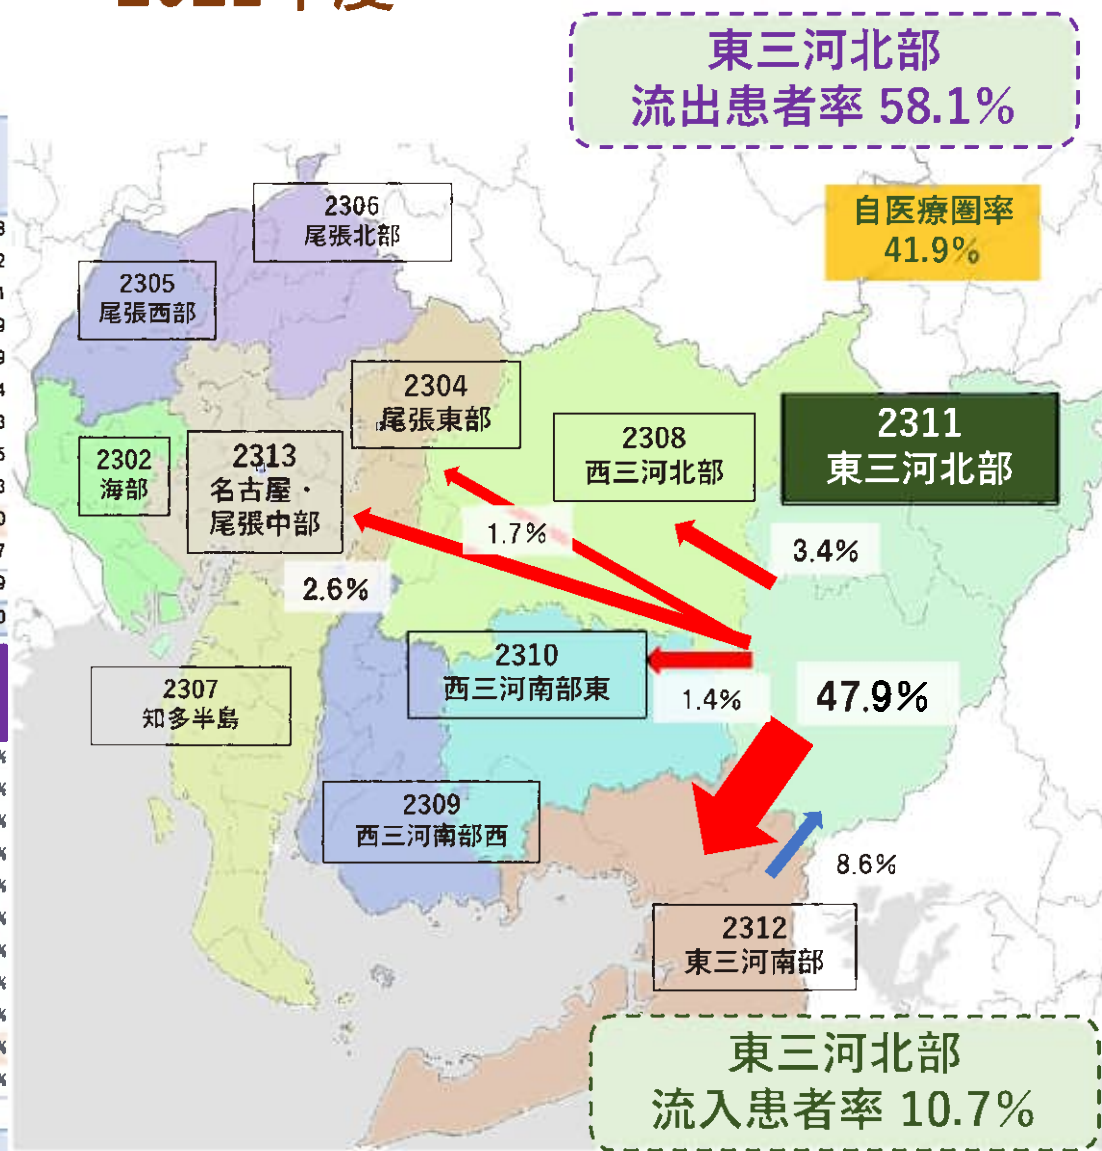 東三河北部
流出患者率 58.1%
自医療圏率
41.9%
2306
尾張北部
2305
尾張西部
2304
尾張東部
2308
西三河北部
2311
東三河北部
2302
海部
2313
名古屋・
尾張中部
1.7%
3.4%
2.6%
2310
西三河南部東
1.4%
47.9%
2307
知多半島
2309
西三河南部西
8.6%
2312
東三河南部
東三河北部
流入患者率 10.7%